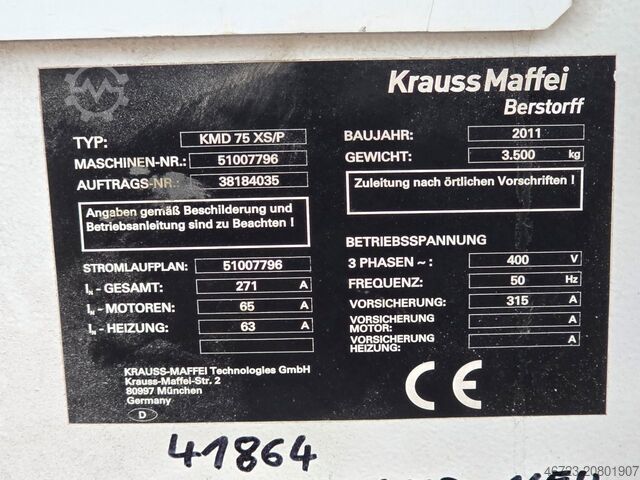 KraussMaffei
Berstorff
TYP: KMD 75 XS/P
MASCHINEN-NR.: 51007796
AUFTRAGS-NR.: 38184035
Angaben gemäß Beschilderung und
Betriebsanleitung sind zu Beachten !
STROMLAUFPLAN: 51007796
IN - GESAMT: 271 A
IN - MOTOREN: 65 A
IN - HEIZUNG: 63 A
KRAUSS-MAFFEI Technologies GmbH
Krauss-Maffei-Str. 2
80997 München
Germany
D
BAUJAHR: 2011
GEWICHT: 3.500 kg
Zuleitung nach örtlichen Vorschriften !
BETRIEBSSPANNUNG
3 PHASEN ~: 400 V
FREQUENZ: 50 Hz
VORSICHERUNG: 315 A
VORSICHERUNG
MOTOR: A
VORSICHERUNG
HEIZUNG: A
CE
41864
46723-20801907